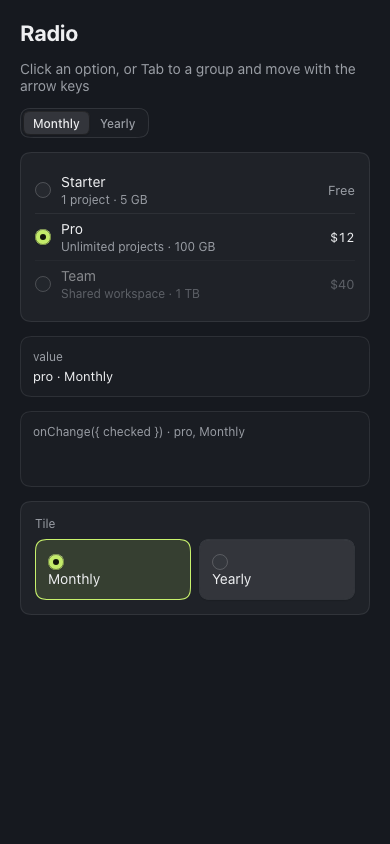 Radio
Click an option, or Tab to a group and move with the
arrow keys
Monthly
Yearly
Starter
1 project · 5 GB
Free
Pro
Unlimited projects · 100 GB
$12
Team
Shared workspace · 1 TB
$40
value
pro · Monthly
onChange({ checked }) · pro, Monthly
Tile
Monthly
Yearly